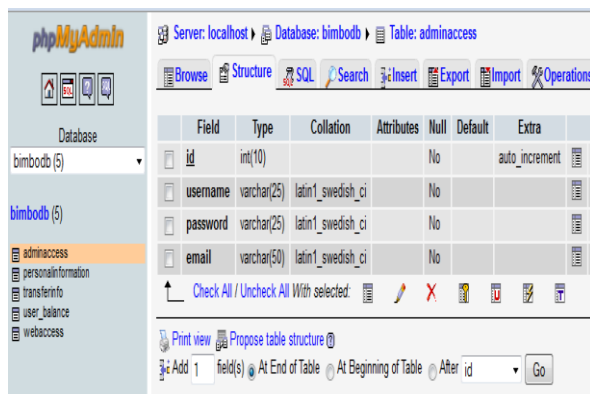 phpMyAdmin
Database
bimbodb (5)
bimbodb (5)
adminaccess
personalinformation
transferinfo
user_balance
webaccess
Server: localhost Database: bimbodb Table: adminaccess
Browse Structure SQL Search Insert Export Import Operations
Field Type Collation Attributes Null Default Extra
id int(10) No auto_increment
username varchar(25) latin1_swedish_ci No
password varchar(25) latin1_swedish_ci No
email varchar(50) latin1_swedish_ci No
Check All / Uncheck All With selected:
Print view Propose table structure
Add 1 field(s) At End of Table At Beginning of Table After id Go